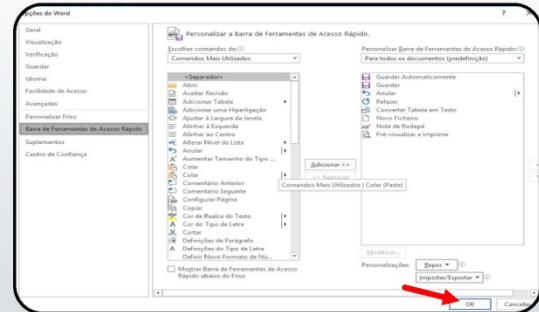 Opções do Word
?
Geral
Visualização
Verificação
Guardar
Idioma
Facilidade de Acesso
Avançadas
Personalizar Friso
Barra de Ferramentas de Acesso Rápido
Suplementos
Centro de Confiança
Personalizar a Barra de Ferramentas de Acesso Rápido.
Escolher comandos de:
Comandos Mais Utilizados
<Separador>
Abrir
Aceitar Revisão
Adicionar Tabela
Adicionar uma Hiperligação
Ajustar à Largura da Janela
Alinhar à Esquerda
Alinhar ao Centro
Alterar Nível da Lista
Anular
Aumentar Tamanho do Tipo ...
Colar
Colar
Comentário Anterior
Comentário Seguinte
Configurar Página
Copiar
Cor de Realce do Texto
Cor do Tipo de Letra
Cortar
Definições de Parágrafo
Definições do Tipo de Letra
Definir Novo Formato de Nú...
Mostrar Barra de Ferramentas de Acesso
Rápido abaixo do Friso
Adicionar >>
<< Remover
Comandos Mais Utilizados | Colar (Paste)
Personalizar Barra de Ferramentas de Acesso Rápido:
Para todos os documentos (predefinição)
Guardar Automaticamente
Guardar
Anular
Refazer
Converter Tabela em Texto
Novo Ficheiro
Nota de Rodapé
Pré-visualizar e Imprimir
Modificar...
Personalizações:
Repor
Importar/Exportar
OK
Cancelar